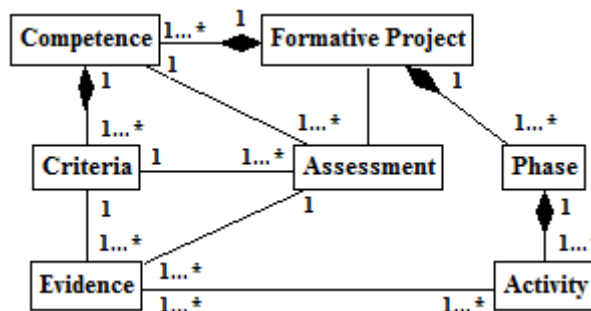 1
Competence 1...* Formative Project
1 1 1
1...* 1...* 1...*
Criteria 1 1...* Assessment Phase
1 1 1
1...* 1...* 1...
Evidence 1...* 1...* Activity